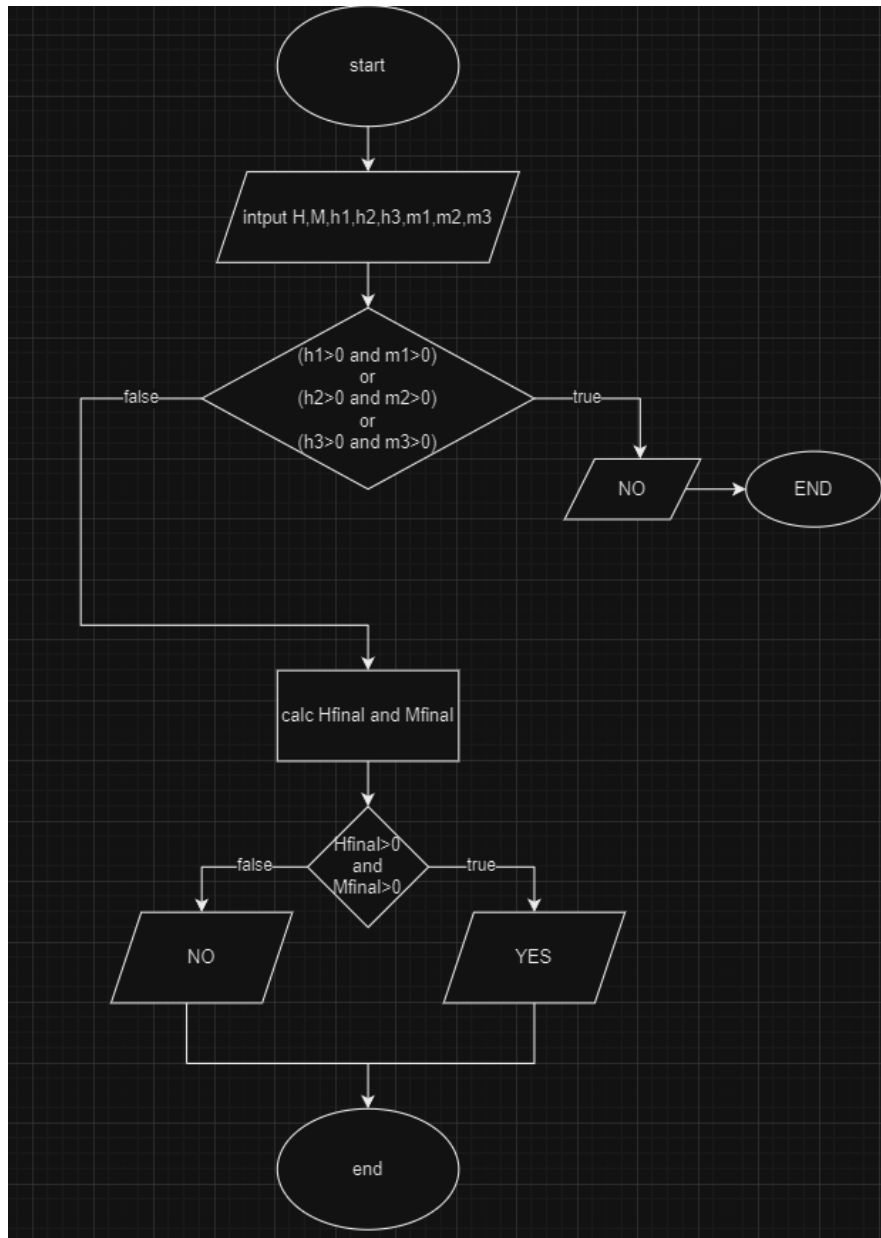 start
intput H,M,h1,h2,h3,m1,m2,m3
(h1>0 and m1>0)
or
(h2>0 and m2>0)
or
(h3>0 and m3>0)
false
true
NO
END
calc Hfinal and Mfinal
Hfinal>0
and
Mfinal>0
false
true
NO
YES
end